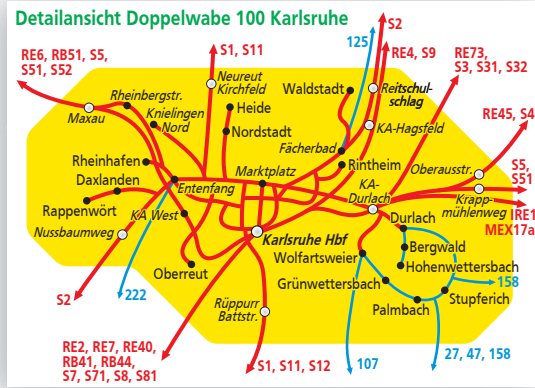 Detailansicht Doppelwabe 100 Karlsruhe
S2
125
S1, S11
RE4, S9
RE6, RB51, S5,
S51, S52
RE73,
S3, S31, S32
Neureut
Kirchfeld
Waldstadt
Reitschul-
schlag
Rheinbergstr.
Maxau
Knielingen
Nord
Heide
RE45, S4
Nordstadt
KA-Hagsfeld
Fächerbad
Rheinhafen
Marktplatz
Rintheim
Oberausstr.
S5,
S51
Daxlanden
Entenfang
KA-
Durlach
Rappenwört
KA West
Krapp-
mühlenweg
IRE1
MEX17a
Nussbaumweg
Karlsruhe Hbf
Durlach
Wolfartsweier
Bergwald
Hohenwettersbach
Oberreut
Grünwettersbach
158
S2
222
Rüppurr
Battstr.
Stupferich
Palmbach
RE2, RE7, RE40,
RB41, RB44,
S7, S71, S8, S81
S1, S11, S12
107
27, 47, 158